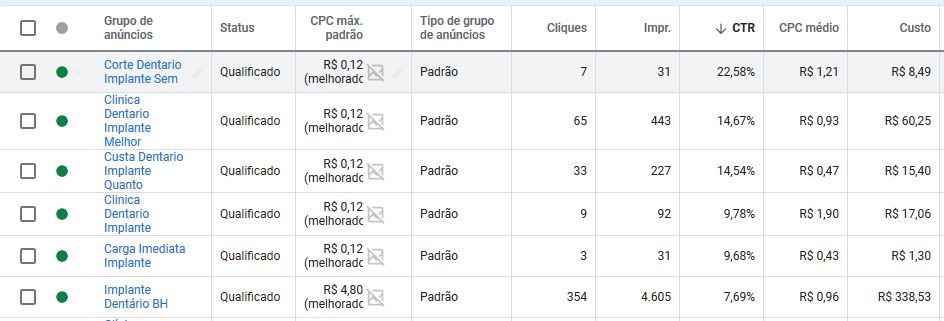 Grupo de anúncios Status CPC máx. padrão Tipo de grupo de anúncios Cliques Impr. ↓ CTR CPC médio Custo
Corte Dentario
Implante Sem
Qualificado
R$ 0,12
(melhorado
Padrão
7
31
22,58%
R$ 1,21
R$ 8,49
Clinica
Dentario
Implante
Melhor
Qualificado
R$ 0,12
(melhorado
Padrão
65
443
14,67%
R$ 0,93
R$ 60,25
Custa Dentario
Implante
Quanto
Qualificado
R$ 0,12
(melhorado
Padrão
33
227
14,54%
R$ 0,47
R$ 15,40
Clinica
Dentario
Implante
Qualificado
R$ 0,12
(melhorado
Padrão
9
92
9,78%
R$ 1,90
R$ 17,06
Carga Imediata
Implante
Qualificado
R$ 0,12
(melhorado
Padrão
3
31
9,68%
R$ 0,43
R$ 1,30
Implante
Dentário BH
Qualificado
R$ 4,80
(melhorado
Padrão
354
4.605
7,69%
R$ 0,96
R$ 338,53